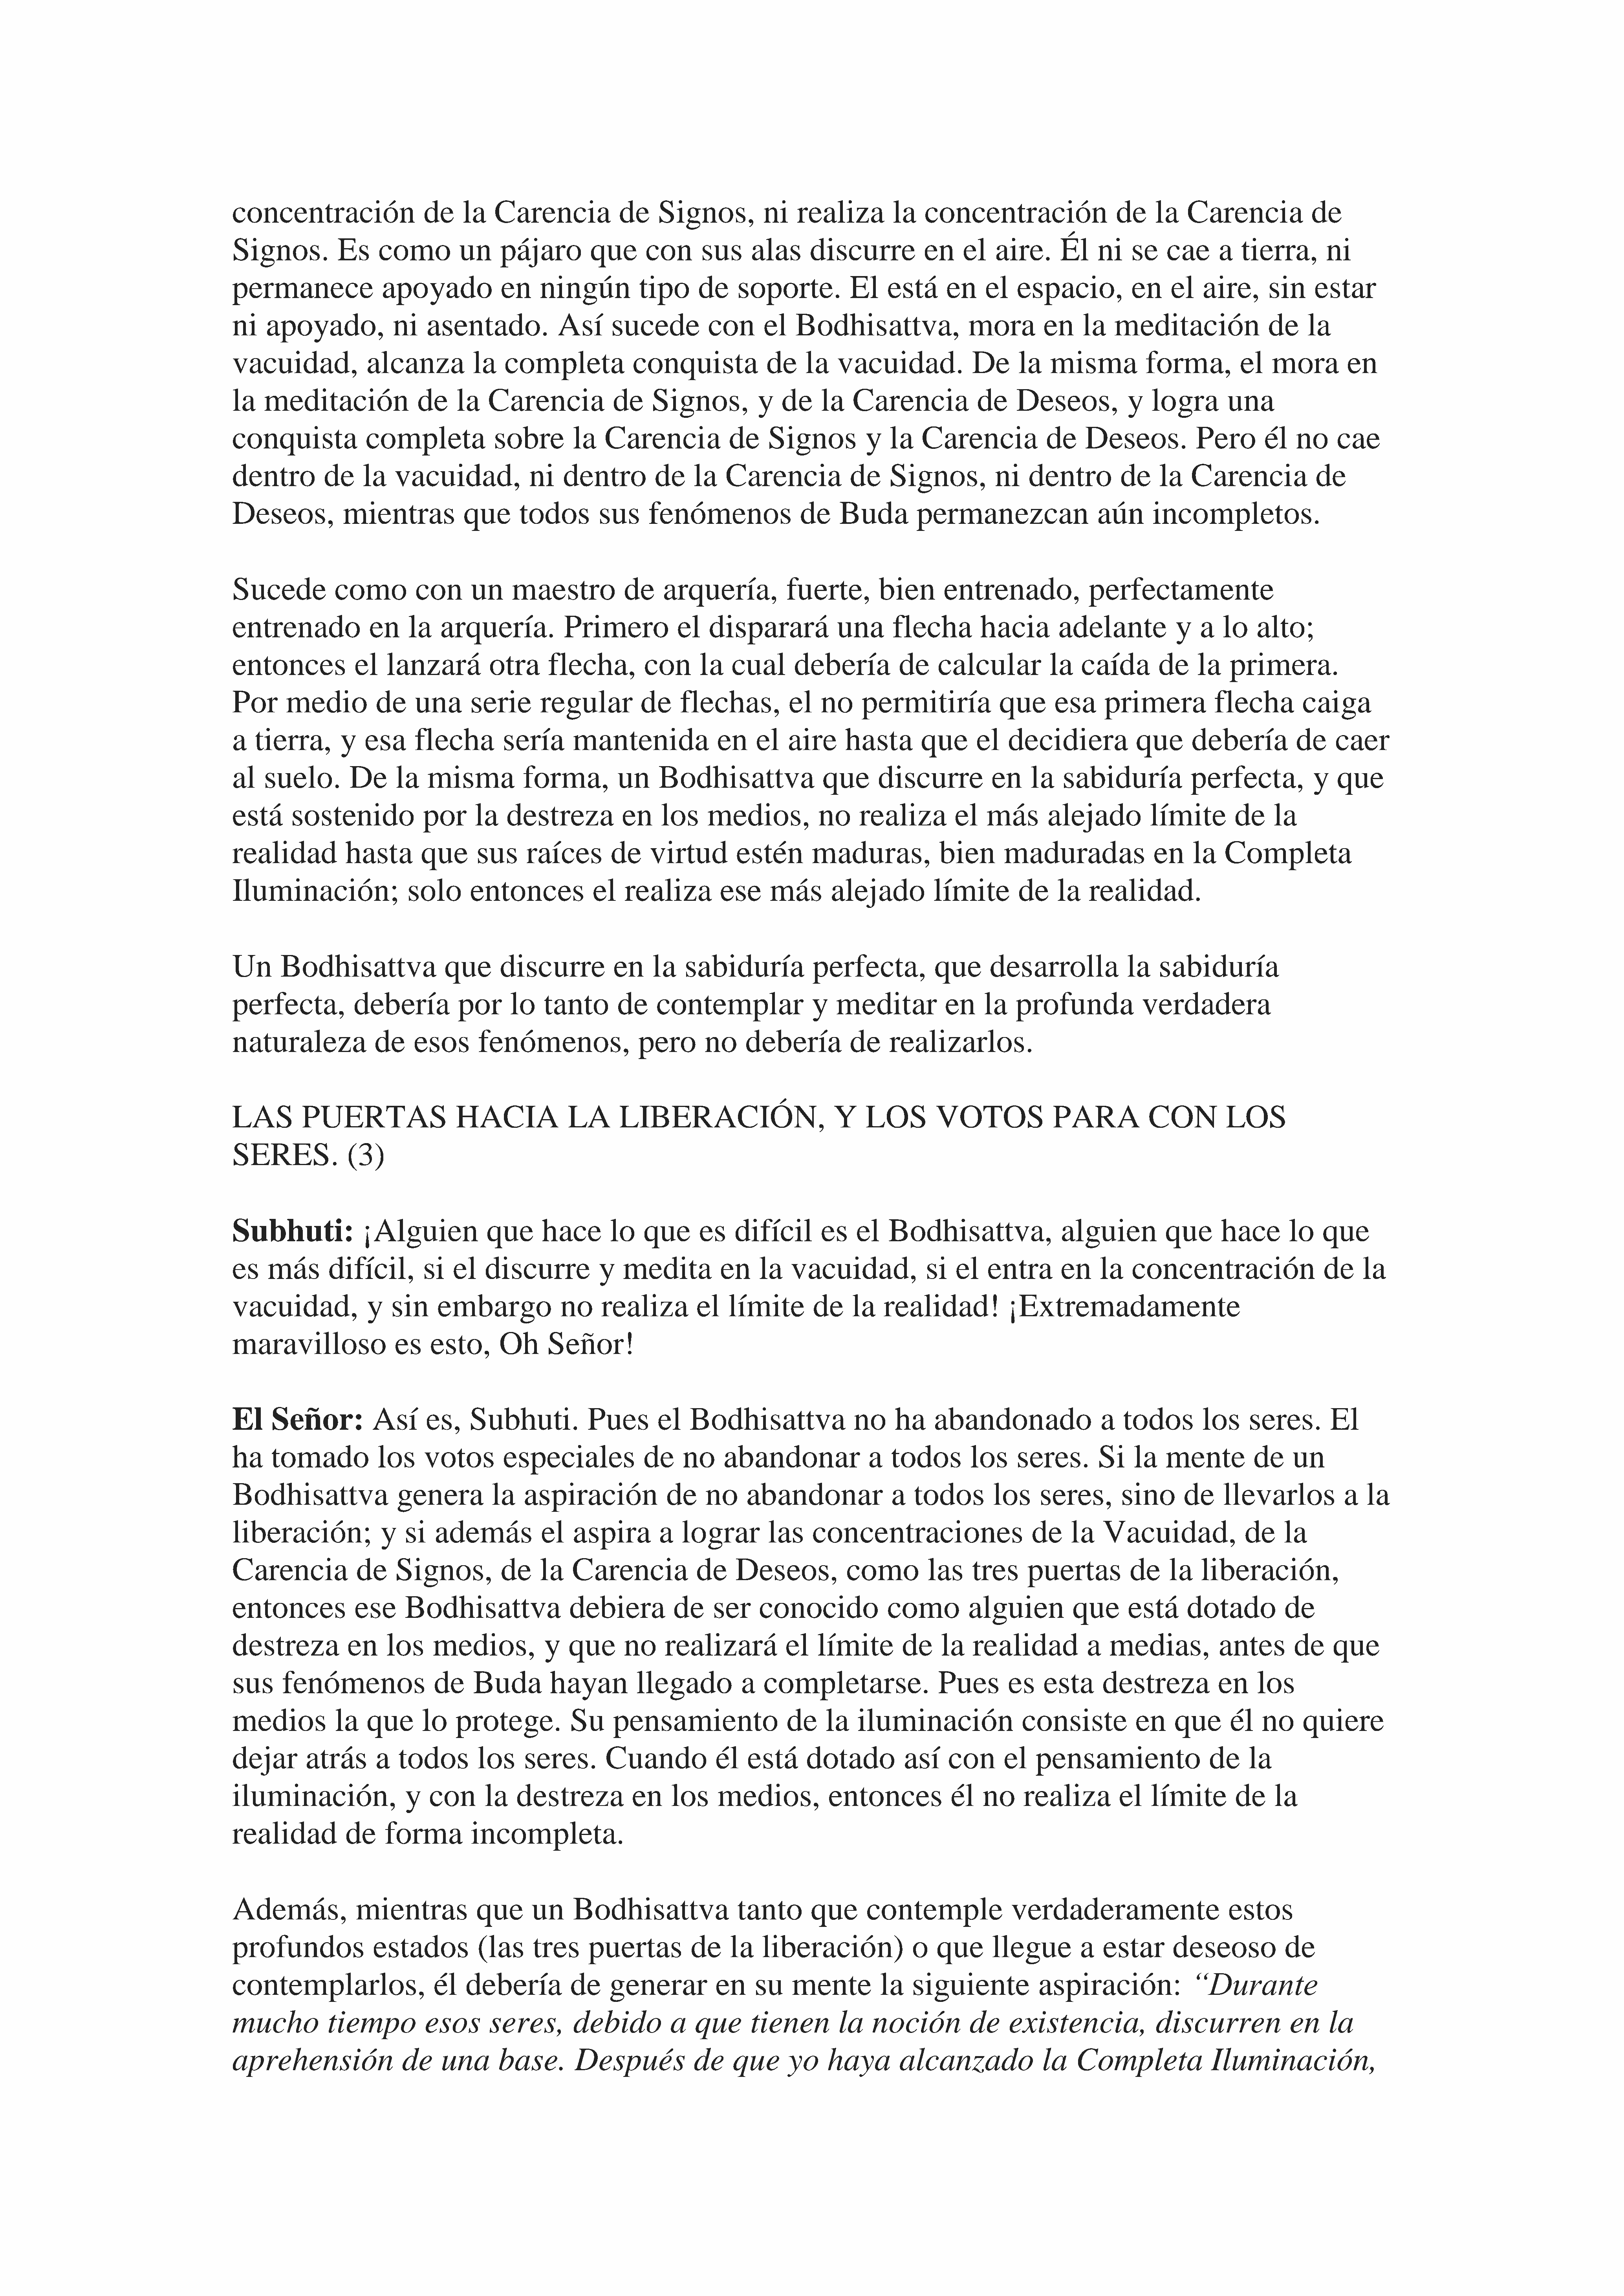 concentración de la Carencia de Signos, ni realiza la concentración de la Carencia de
Signos. Es como un pájaro que con sus alas discurre en el aire. Él ni se cae a tierra, ni
permanece apoyado en ningún tipo de soporte. El está en el espacio, en el aire, sin estar
ni apoyado, ni asentado. Así sucede con el Bodhisattva, mora en la meditación de la
vacuidad, alcanza la completa conquista de la vacuidad. De la misma forma, el mora en
la meditación de la Carencia de Signos, y de la Carencia de Deseos, y logra una
conquista completa sobre la Carencia de Signos y la Carencia de Deseos. Pero él no cae
dentro de la vacuidad, ni dentro de la Carencia de Signos, ni dentro de la Carencia de
Deseos, mientras que todos sus fenómenos de Buda permanezcan aún incompletos.
Sucede como con un maestro de arquería, fuerte, bien entrenado, perfectamente
entrenado en la arquería. Primero el disparará una flecha hacia adelante y a lo alto;
entonces el lanzará otra flecha, con la cual debería de calcular la caída de la primera.
Por medio de una serie regular de flechas, el no permitiría que esa primera flecha caiga
a tierra, y esa flecha sería mantenida en el aire hasta que el decidiera que debería de caer
al suelo. De la misma forma, un Bodhisattva que discurre en la sabiduría perfecta, y que
está sostenido por la destreza en los medios, no realiza el más alejado límite de la
realidad hasta que sus raíces de virtud estén maduras, bien maduradas en la Completa
Iluminación; solo entonces el realiza ese más alejado límite de la realidad.
Un Bodhisattva que discurre en la sabiduría perfecta, que desarrolla la sabiduría
perfecta, debería por lo tanto de contemplar y meditar en la profunda verdadera
naturaleza de esos fenómenos, pero no debería de realizarlos.
LAS PUERTAS HACIA LA LIBERACIÓN, Y LOS VOTOS PARA CON LOS
SERES. (3)
Subhuti: ¡Alguien que hace lo que es difícil es el Bodhisattva, alguien que hace lo que
es más difícil, si el discurre y medita en la vacuidad, si el entra en la concentración de la
vacuidad, y sin embargo no realiza el límite de la realidad! ¡Extremadamente
maravilloso es esto, Oh Señor!
El Señor: Así es, Subhuti. Pues el Bodhisattva no ha abandonado a todos los seres. El
ha tomado los votos especiales de no abandonar a todos los seres. Si la mente de un
Bodhisattva genera la aspiración de no abandonar a todos los seres, sino de llevarlos a la
liberación; y si además el aspira a lograr las concentraciones de la Vacuidad, de la
Carencia de Signos, de la Carencia de Deseos, como las tres puertas de la liberación,
entonces ese Bodhisattva debiera de ser conocido como alguien que está dotado de
destreza en los medios, y que no realizará el límite de la realidad a medias, antes de que
sus fenómenos de Buda hayan llegado a completarse. Pues es esta destreza en los
medios la que lo protege. Su pensamiento de la iluminación consiste en que él no quiere
dejar atrás a todos los seres. Cuando él está dotado así con el pensamiento de la
iluminación, y con la destreza en los medios, entonces él no realiza el límite de la
realidad de forma incompleta.
Además, mientras que un Bodhisattva tanto que contemple verdaderamente estos
profundos estados (las tres puertas de la liberación) o que llegue a estar deseoso de
contemplarlos, él debería de generar en su mente la siguiente aspiración: “Durante
mucho tiempo esos seres, debido a que tienen la noción de existencia, discurren en la
aprehensión de una base. Después de que yo haya alcanzado la Completa Iluminación,